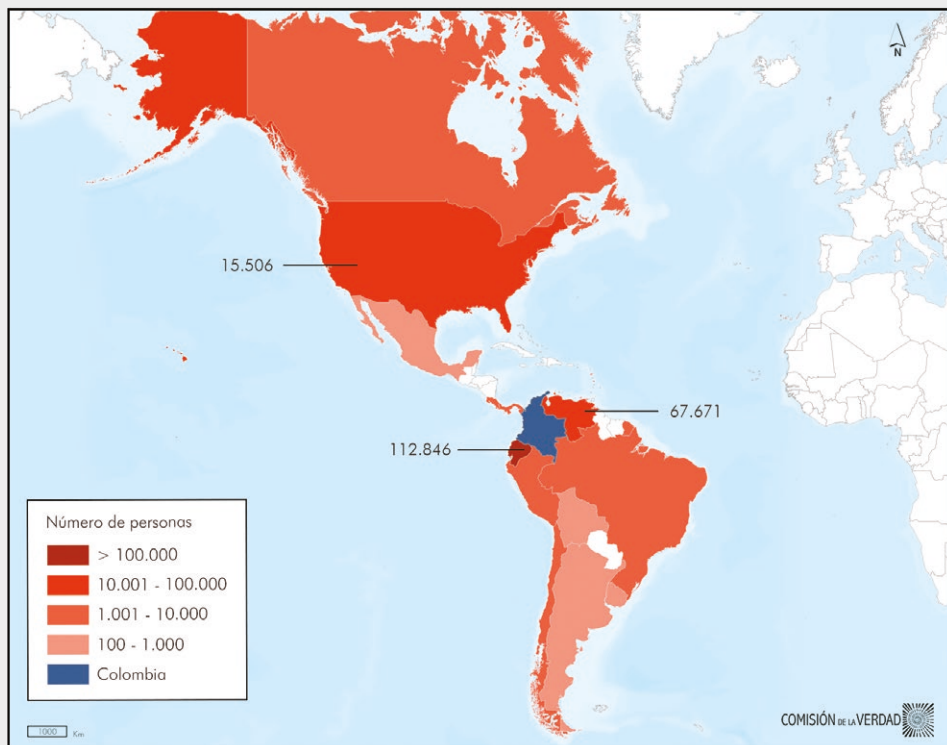 N
15.506
67.671
112.846
Número de personas
> 100.000
10.001 - 100.000
1.001 - 10.000
100 - 1.000
Colombia
1000 Km
COMISIÓN DE LA VERDAD